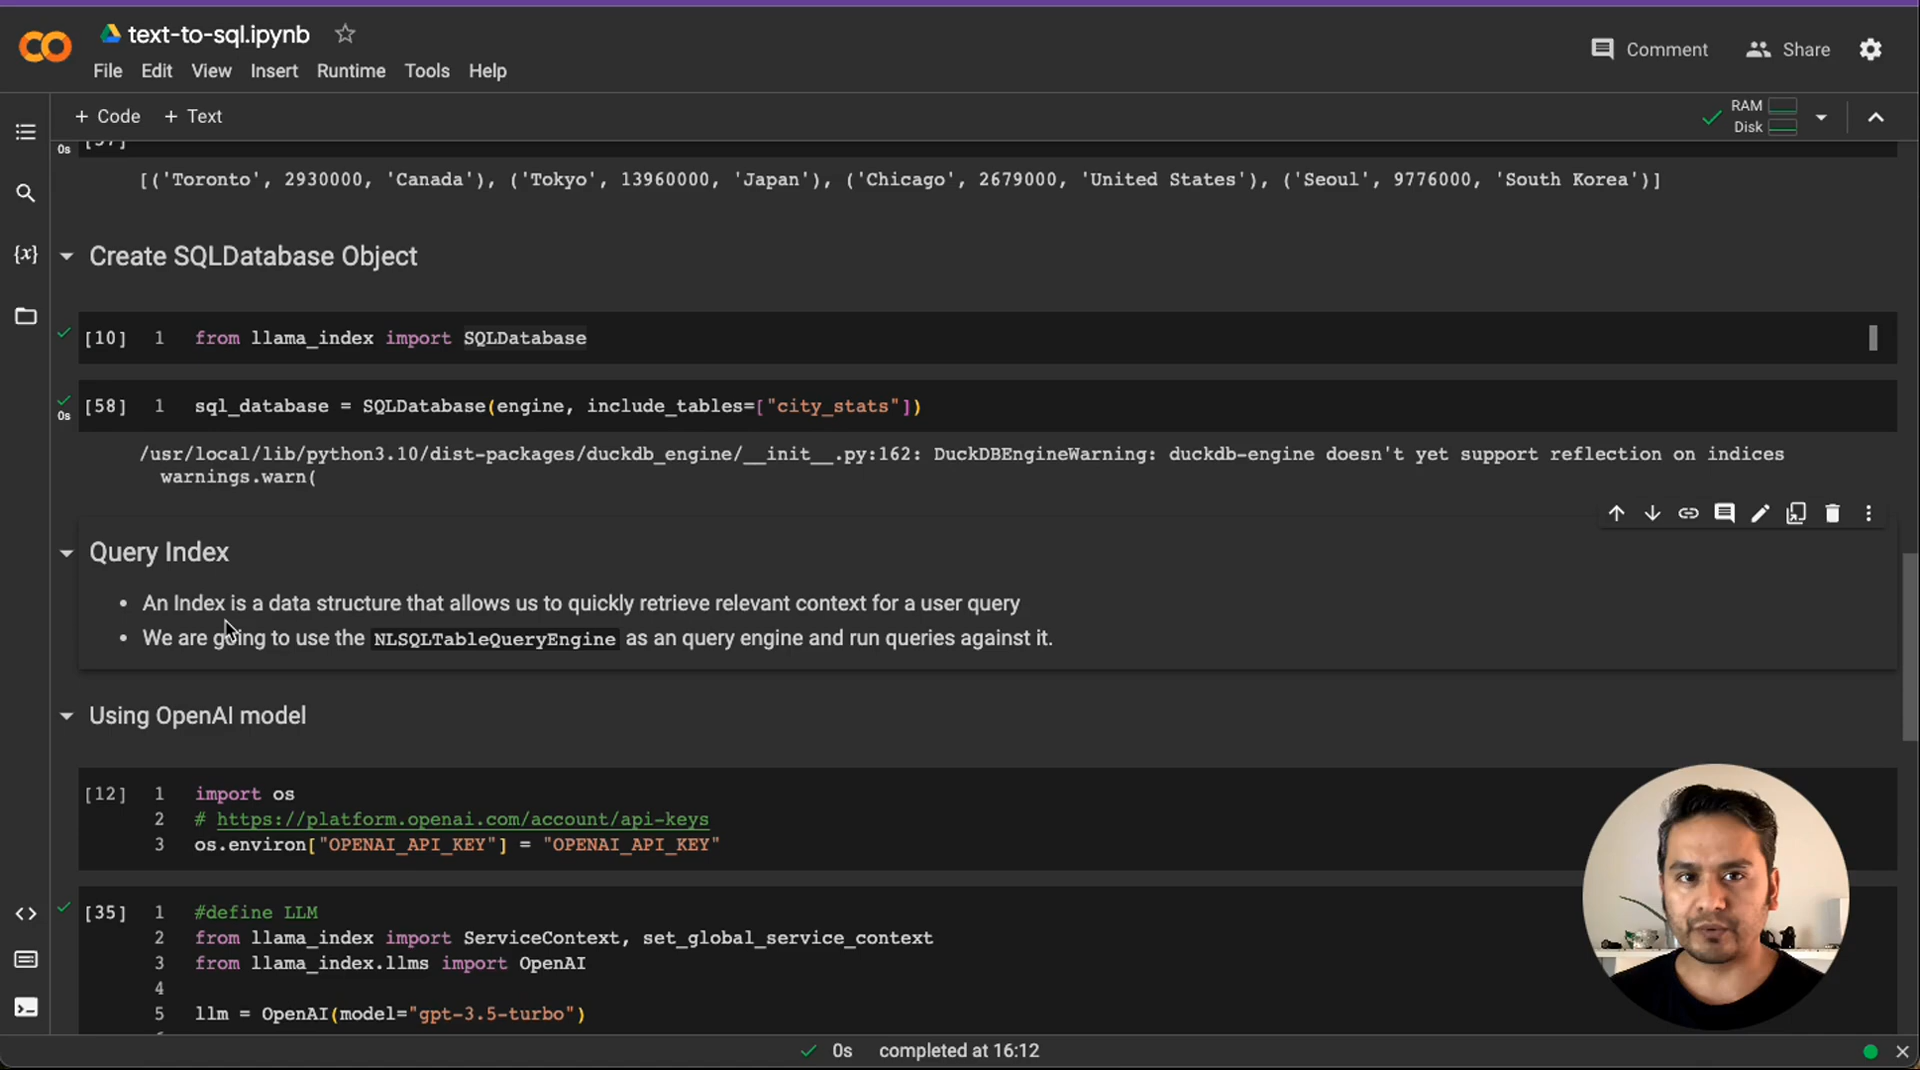 text-to-sql.ipynb
Comment
Share
File Edit View Insert Runtime Tools Help
+ Code + Text
RAM
Disk
0s
[57]
[('Toronto', 2930000, 'Canada'), ('Tokyo', 13960000, 'Japan'), ('Chicago', 2679000, 'United States'), ('Seoul', 9776000, 'South Korea')]
{x}
Create SQLDatabase Object
[10] 1 from llama_index import SQLDatabase
[58] 1 sql_database = SQLDatabase(engine, include_tables=["city_stats"])
0s
/usr/local/lib/python3.10/dist-packages/duckdb_engine/__init__.py:162: DuckDBEngineWarning: duckdb-engine doesn't yet support reflection on indices
warnings.warn(
Query Index
• An Index is a data structure that allows us to quickly retrieve relevant context for a user query
• We are going to use the NLSQLTableQueryEngine as an query engine and run queries against it.
Using OpenAI model
[12] 1 import os
2 # https://platform.openai.com/account/api-keys
3 os.environ["OPENAI_API_KEY"] = "OPENAI_API_KEY"
[35] 1 #define LLM
2 from llama_index import ServiceContext, set_global_service_context
3 from llama_index.llms import OpenAI
4
5 llm = OpenAI(model="gpt-3.5-turbo")
0s completed at 16:12